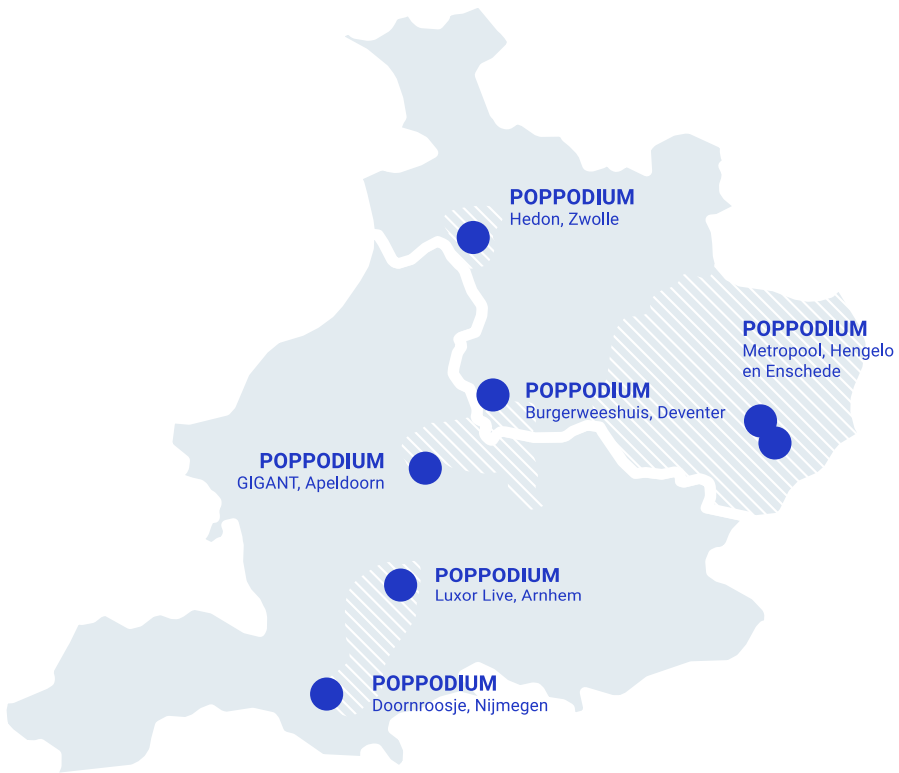 POPPODIUM
Hedon, Zwolle
POPPODIUM
Metropool, Hengelo
en Enschede
POPPODIUM
Burgerweeshuis, Deventer
POPPODIUM
GIGANT, Apeldoorn
POPPODIUM
Luxor Live, Arnhem
POPPODIUM
Doornroosje, Nijmegen